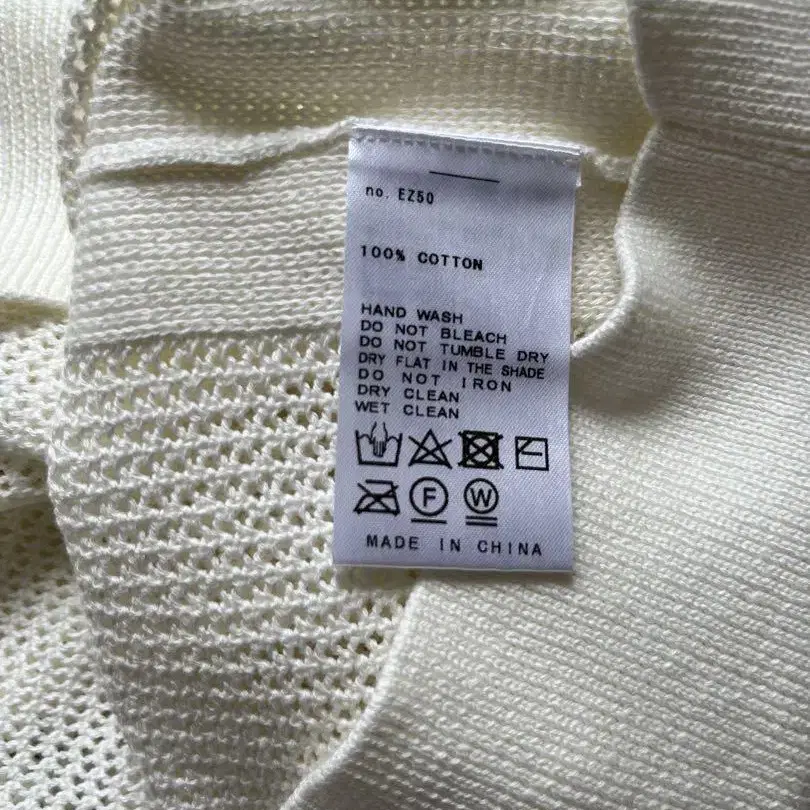 no. EZ50
100% COTTON
HAND WASH
DO NOT BLEACH
DO NOT TUMBLE DRY
DRY FLAT IN THE SHADE
DO NOT IRON
DRY CLEAN
WET CLEAN
F W
MADE IN CHINA